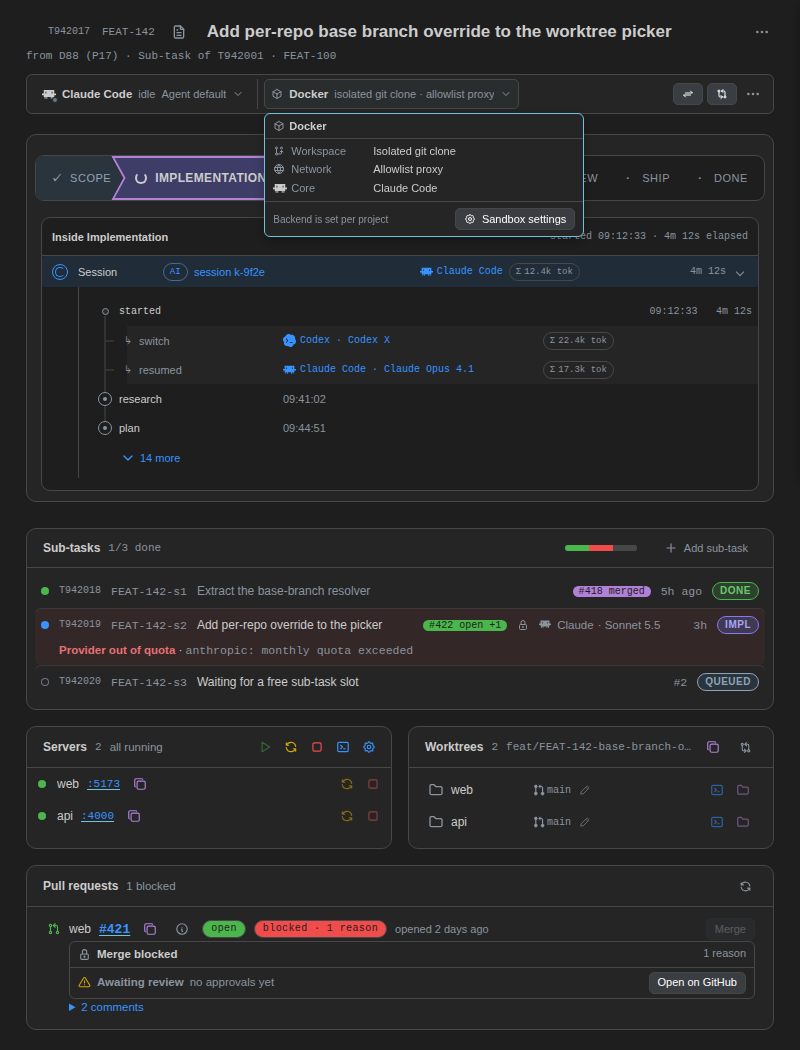 T942017 FEAT-142 Add per-repo base branch override to the worktree picker
from D88 (P17) · Sub-task of T942001 · FEAT-100
Claude Code idle Agent default Docker isolated git clone · allowlist proxy
Docker
Workspace Isolated git clone
Network Allowlist proxy
Core Claude Code
Backend is set per project Sandbox settings
SCOPE IMPLEMENTATION EW · SHIP · DONE
Inside Implementation started 09:12:33 · 4m 12s elapsed
Session AI session k-9f2e Claude Code Σ 12.4k tok 4m 12s
started 09:12:33 4m 12s
↳ switch Codex · Codex X Σ 22.4k tok
↳ resumed Claude Code · Claude Opus 4.1 Σ 17.3k tok
research 09:41:02
plan 09:44:51
14 more
Sub-tasks 1/3 done Add sub-task
T942018 FEAT-142-s1 Extract the base-branch resolver #418 merged 5h ago DONE
T942019 FEAT-142-s2 Add per-repo override to the picker #422 open +1 Claude · Sonnet 5.5 3h IMPL
Provider out of quota · anthropic: monthly quota exceeded
T942020 FEAT-142-s3 Waiting for a free sub-task slot #2 QUEUED
Servers 2 all running
web :5173
api :4000
Worktrees 2 feat/FEAT-142-base-branch-o…
web main
api main
Pull requests 1 blocked
web #421 open blocked · 1 reason opened 2 days ago Merge
Merge blocked 1 reason
Awaiting review no approvals yet Open on GitHub
2 comments